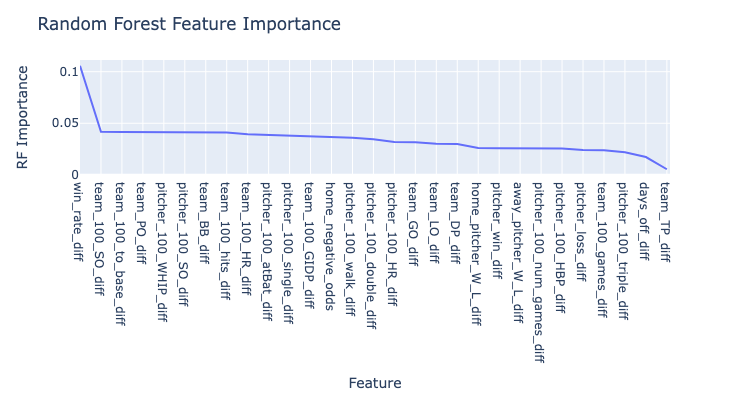 Random Forest Feature Importance
RF Importance
0.1
0.05
0
win_rate_diff
team_100_SO_diff
team_100_to_base_diff
team_PO_diff
pitcher_100_WHIP_diff
pitcher_100_SO_diff
team_BB_diff
team_100_hits_diff
team_100_HR_diff
pitcher_100_atBat_diff
pitcher_100_single_diff
team_100_GIDP_diff
home_negative_odds
pitcher_100_walk_diff
pitcher_100_double_diff
pitcher_100_HR_diff
team_GO_diff
team_LO_diff
team_DP_diff
home_pitcher_W_L_diff
pitcher_win_diff
away_pitcher_W_L_diff
pitcher_100_num_games_diff
pitcher_100_HBP_diff
pitcher_loss_diff
team_100_games_diff
pitcher_100_triple_diff
days_off_diff
team_TP_diff
Feature